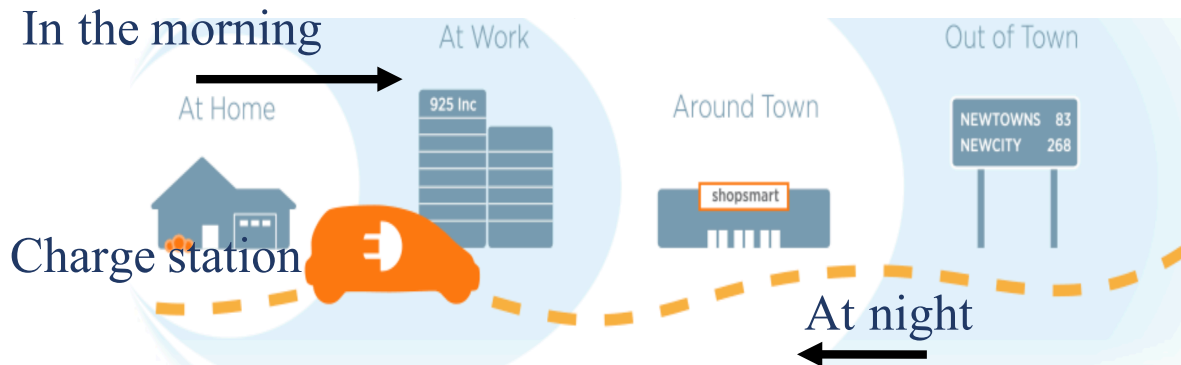 In the morning
At Work
Out of Town
At Home
925 Inc
Around Town
NEWTOWNS 83
NEWCITY 268
shopsmart
Charge station
At night